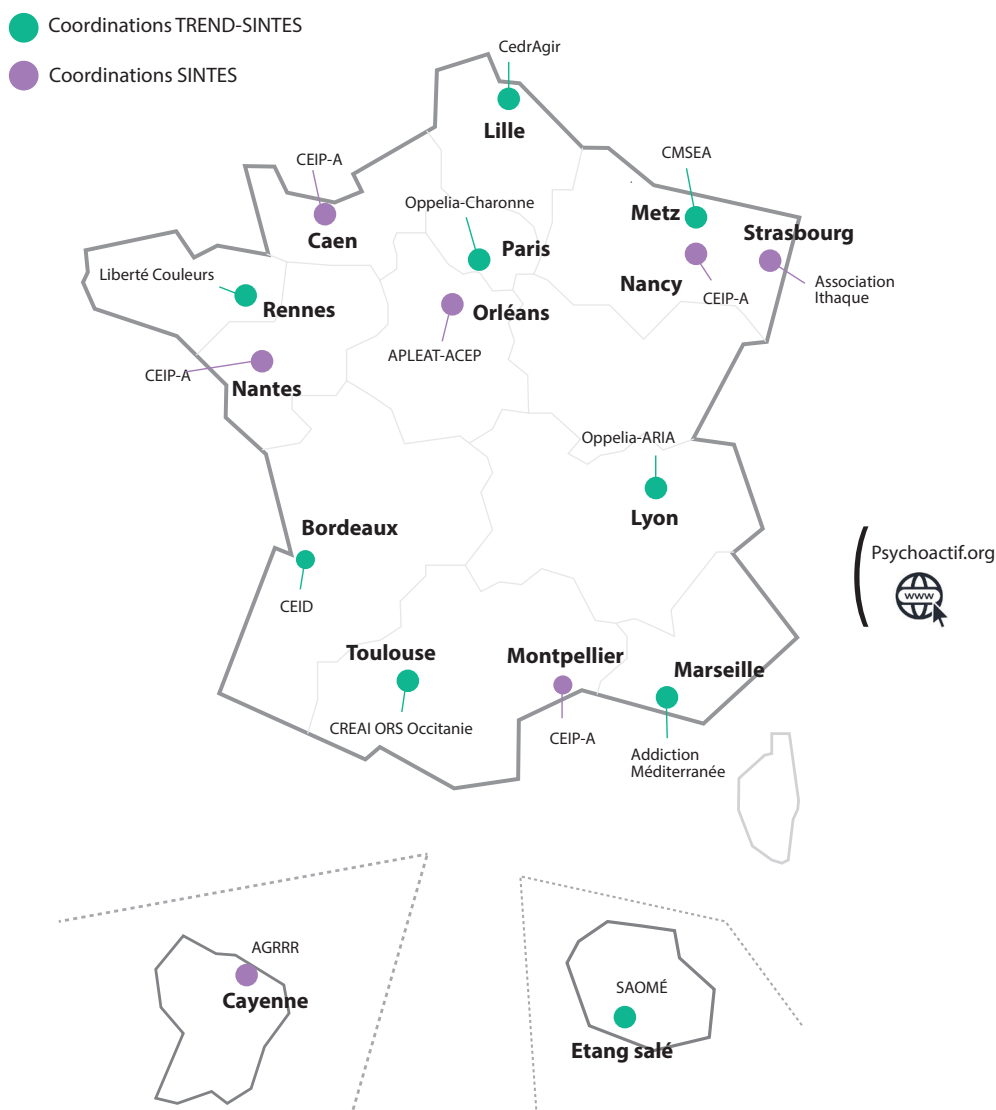 Coordinations TREND-SINTES
Coordinations SINTES
CedrAgir
Lille
CEIP-A
Caen
Oppelia-Charonne
Paris
CMSEA
Metz
Strasbourg
Association
Ithaque
Nancy
CEIP-A
Liberté Couleurs
Rennes
Orléans
APLEAT-ACEP
CEIP-A
Nantes
Oppelia-ARIA
Lyon
Bordeaux
CEID
Psychoactif.org
www
Toulouse
CREAI ORS Occitanie
Montpellier
CEIP-A
Marseille
Addiction
Méditerranée
AGRRR
Cayenne
SAOMÉ
Etang salé